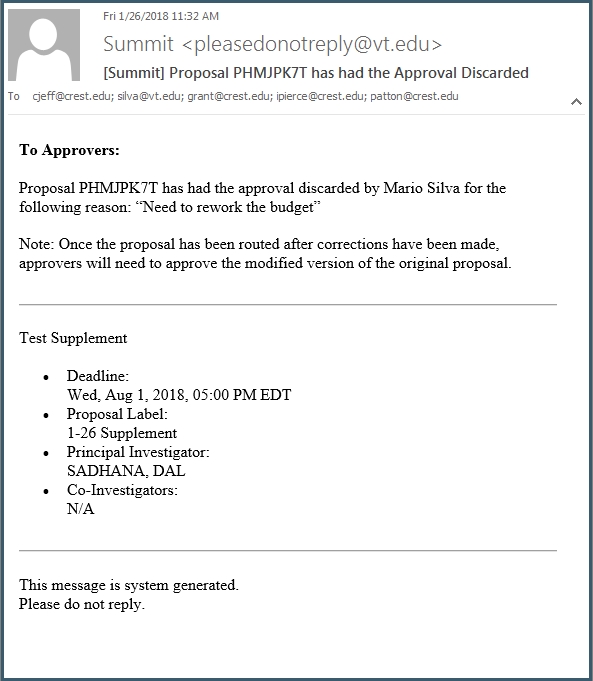 Fri 1/26/2018 11:32 AM
Summit <pleasedonotreply@vt.edu>
[Summit] Proposal PHMJPK7T has had the Approval Discarded
To cjeff@crest.edu; silva@vt.edu; grant@crest.edu; ipierce@crest.edu; patton@crest.edu
To Approvers:
Proposal PHMJPK7T has had the approval discarded by Mario Silva for the
following reason: “Need to rework the budget”
Note: Once the proposal has been routed after corrections have been made,
approvers will need to approve the modified version of the original proposal.
Test Supplement
• Deadline:
Wed, Aug 1, 2018, 05:00 PM EDT
• Proposal Label:
1-26 Supplement
• Principal Investigator:
SADHANA, DAL
• Co-Investigators:
N/A
This message is system generated.
Please do not reply.